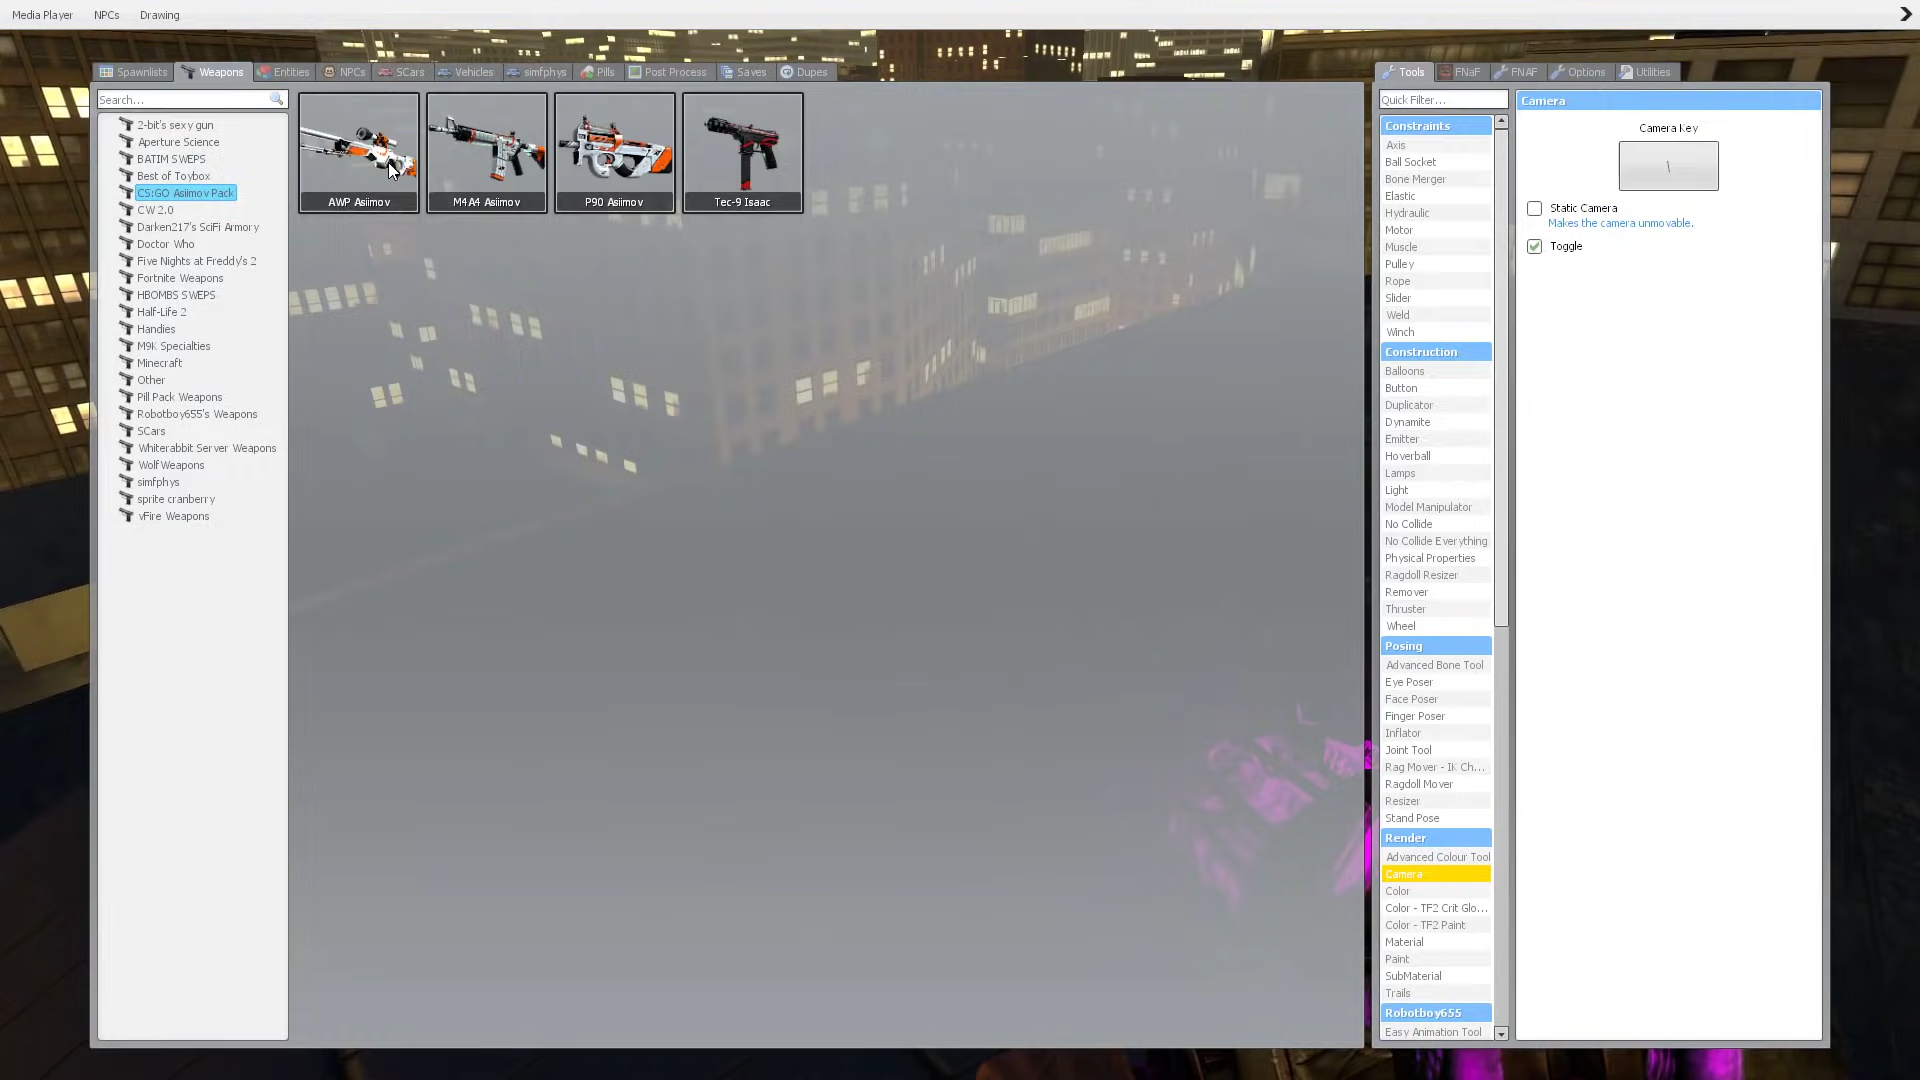 Media Player NPCs Drawing
Spawnlists Weapons Entities NPCs SCars Vehicles simfphys Pills Post Process Saves Dupes
Search...
2-bit's sexy gun
Aperture Science
BATIM SWEPS
Best of Toybox
CS:GO Asiimov Pack
CW 2.0
Darken217's SciFi Armory
Doctor Who
Five Nights at Freddy's 2
Fortnite Weapons
HBOMBS SWEPS
Half-Life 2
Handies
M9K Specialties
Minecraft
Other
Pill Pack Weapons
Robotboy655's Weapons
SCars
Whiterabbit Server Weapons
Wolf Weapons
simfphys
sprite cranberry
vFire Weapons
AWP Asiimov
M4A4 Asiimov
P90 Asiimov
Tec-9 Isaac
Tools FNaF FNAF Options Utilities
Quick Filter...
Constraints
Axis
Ball Socket
Bone Merger
Elastic
Hydraulic
Motor
Muscle
Pulley
Rope
Slider
Weld
Winch
Construction
Balloons
Button
Duplicator
Dynamite
Emitter
Hoverball
Lamps
Light
Model Manipulator
No Collide
No Collide Everything
Physical Properties
Ragdoll Resizer
Remover
Thruster
Wheel
Posing
Advanced Bone Tool
Eye Poser
Face Poser
Finger Poser
Inflator
Joint Tool
Rag Mover - IK Ch...
Ragdoll Mover
Resizer
Stand Pose
Render
Advanced Colour Tool
Camera
Color
Color - TF2 Crit Glo...
Color - TF2 Paint
Material
Paint
SubMaterial
Trails
Robotboy655
Easy Animation Tool
Camera
Camera Key
\
Static Camera
Makes the camera unmovable.
Toggle